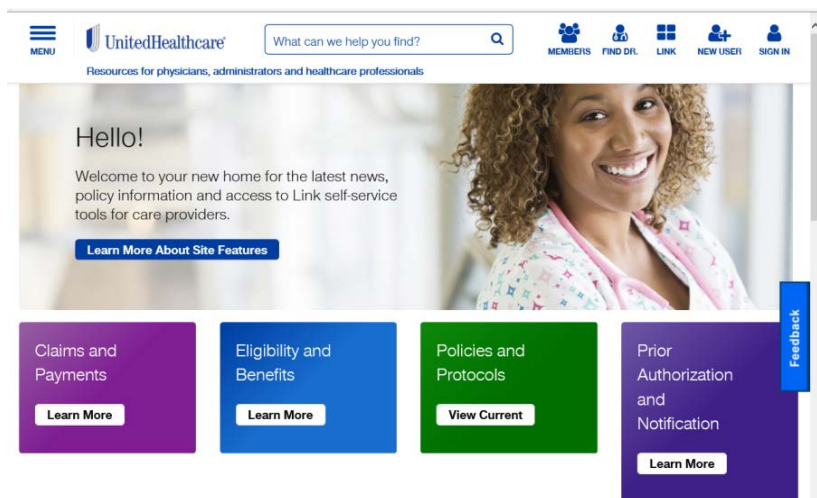 MENU
UnitedHealthcare®
What can we help you find?
MEMBERS
FIND DR.
LINK
NEW USER
SIGN IN
Resources for physicians, administrators and healthcare professionals
Hello!
Welcome to your new home for the latest news,
policy information and access to Link self-service
tools for care providers.
Learn More About Site Features
Feedback
Claims and
Payments
Learn More
Eligibility and
Benefits
Learn More
Policies and
Protocols
View Current
Prior
Authorization
and
Notification
Learn More